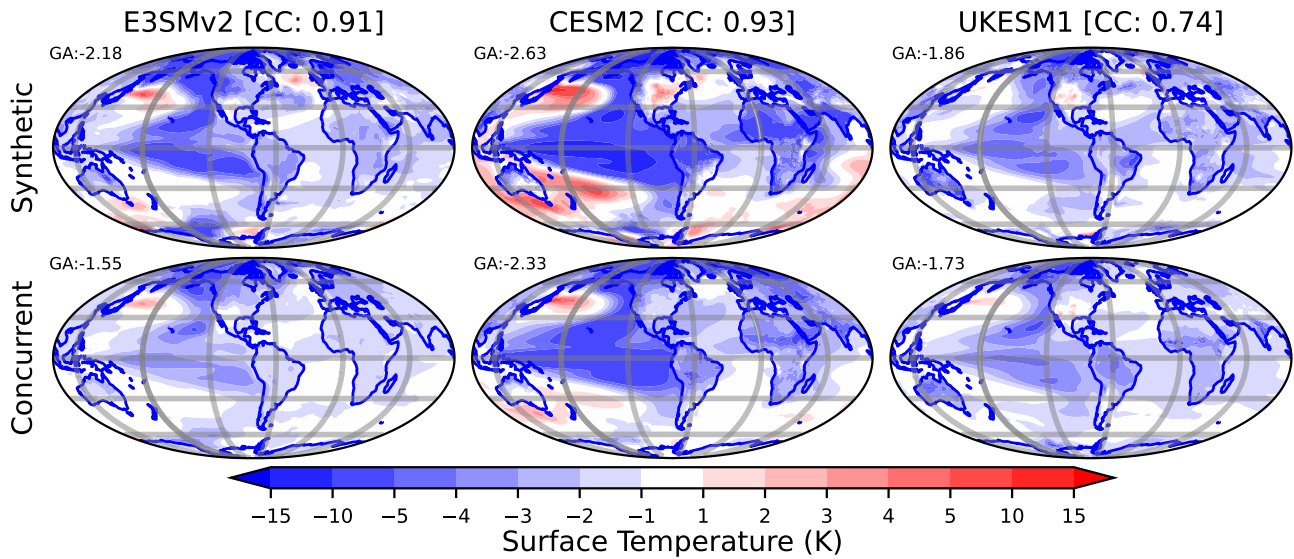 E3SMv2 [CC: 0.91]
CESM2 [CC: 0.93]
UKESM1 [CC: 0.74]
Synthetic
GA:-2.18
GA:-2.63
GA:-1.86
Concurrent
GA:-1.55
GA:-2.33
GA:-1.73
−15 −10 −5 −4 −3 −2 −1 1 2 3 4 5 10 15
Surface Temperature (K)